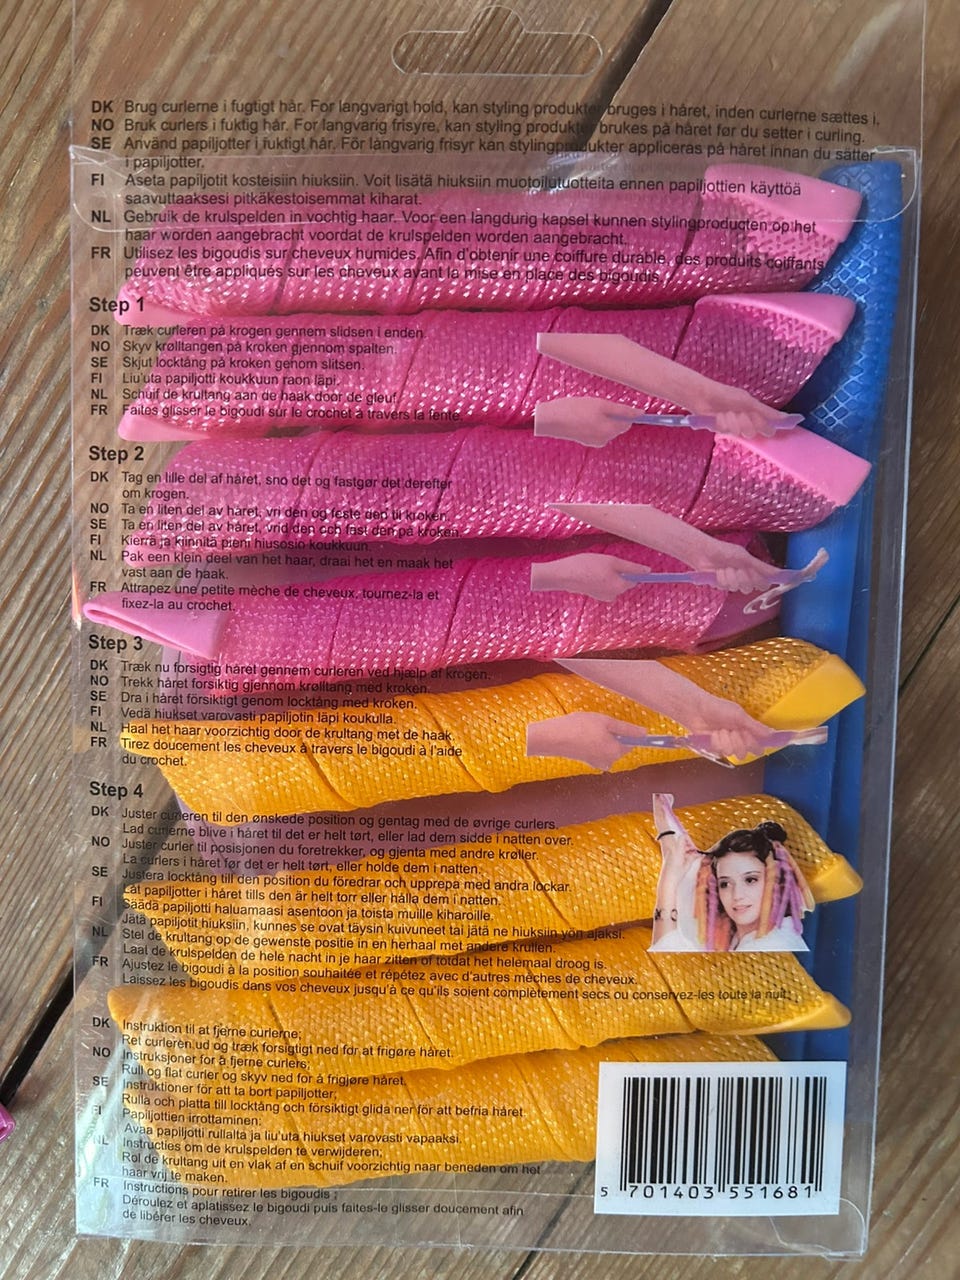 DK Brug curlerne i fugtigt hår. For langvarigt hold, kan styling produkter bruges i håret, inden curlerne sættes i.
NO Bruk curlers i fuktig hår. For langvarig frisyre, kan styling produkter brukes på håret før du setter i curling.
SE Använd papiljotter i fuktigt hår. För långvarig frisyr kan stylingprodukter appliceras på håret innan du sätter
i papiljotter.
FI Aseta papiljotit kosteisiin hiuksiin. Voit lisätä hiuksiin muotoilutuotteita ennen papiljottien käyttöä
saavuttaaksesi pitkäkestoisemmat kiharat.
NL Gebruik de krulspelden in vochtig haar. Voor een langdurig kapsel kunnen stylingproducten op het
haar worden aangebracht voordat de krulspelden worden aangebracht.
FR Utilisez les bigoudis sur cheveux humides. Afin d'obtenir une coiffure durable, des produits coiffants
peuvent être appliqués sur les cheveux avant la mise en place des bigoudis.
Step 1
DK Træk curleren på krogen gennem slidsen i enden.
NO Skyv krølltangen på kroken gjennom spalten.
SE Skjut locktång på kroken genom slitsen.
FI Liu'uta papiljotti koukkuun raon läpi.
NL Schuif de krultang aan de haak door de gleuf.
FR Faites glisser le bigoudi sur le crochet à travers la fente.
Step 2
DK Tag en lille del af håret, sno det og fastgør det derefter
om krogen.
NO Ta en liten del av håret, vri den og feste den til kroken.
SE Ta en liten del av håret, vrid den och fäst den på kroken.
FI Kierrä ja kiinnitä pieni hiusosio koukkuun.
NL Pak een klein deel van het haar, draai het en maak het
vast aan de haak.
FR Attrapez une petite mèche de cheveux, tournez-la et
fixez-la au crochet.
Step 3
DK Træk nu forsigtig håret gennem curleren ved hjælp af krogen.
NO Trekk håret forsiktig gjennom krølltang med kroken.
SE Dra i håret försiktigt genom locktång med kroken.
FI Vedä hiukset varovasti papiljotin läpi koukulla.
NL Haal het haar voorzichtig door de krultang met de haak.
FR Tirez doucement les cheveux à travers le bigoudi à l'aide
du crochet.
Step 4
DK Juster curleren til den ønskede position og gentag med de øvrige curlers.
Lad curlerne blive i håret til det er helt tørt, eller lad dem sidde i natten over.
NO Juster curler til posisjonen du foretrekker, og gjenta med andre krøller.
La curlers i håret før det er helt tørt, eller holde dem i natten.
SE Justera locktång till den position du föredrar och upprepa med andra lockar.
Låt papiljotter i håret tills den är helt torr eller hålla dem i natten.
FI Säädä papiljotti haluamaasi asentoon ja toista muille kiharoille.
Jätä papiljotit hiuksiin, kunnes se ovat täysin kuivuneet tai jätä ne hiuksiin yön ajaksi.
NL Stel de krultang op de gewenste positie in en herhaal met andere krullen.
Laat de krulspelden de hele nacht in je haar zitten of totdat het helemaal droog is.
FR Ajustez le bigoudi à la position souhaitée et répétez avec d'autres mèches de cheveux.
Laissez les bigoudis dans vos cheveux jusqu'à ce qu'ils soient complètement secs ou conservez-les toute la nuit.
DK Instruktion til at fjerne curlerne;
Ret curleren ud og træk forsigtigt ned for at frigøre håret.
NO Instruksjoner for å fjerne curlers;
Rull og flat curler og skyv ned for å frigjøre håret.
SE Instruktioner för att ta bort papiljotter;
Rulla och platta till locktång och försiktigt glida ner för att befria håret.
FI Papiljottien irrottaminen;
Avaa papiljotti rullalta ja liu'uta hiukset varovasti vapaaksi.
NL Instructies om de krulspelden te verwijderen;
Rol de krultang uit en vlak af en schuif voorzichtig naar beneden om het
haar vrij te maken.
FR Instructions pour retirer les bigoudis ;
Déroulez et aplatissez le bigoudi puis faites-le glisser doucement afin
de libérer les cheveux.
5 701403 551681